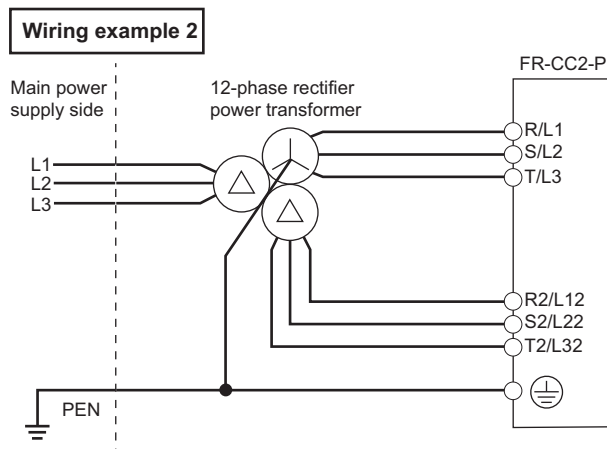 Wiring example 2
FR-CC2-P
Main power
supply side
12-phase rectifier
power transformer
R/L1
S/L2
T/L3
L1
L2
L3
R2/L12
S2/L22
T2/L32
PEN